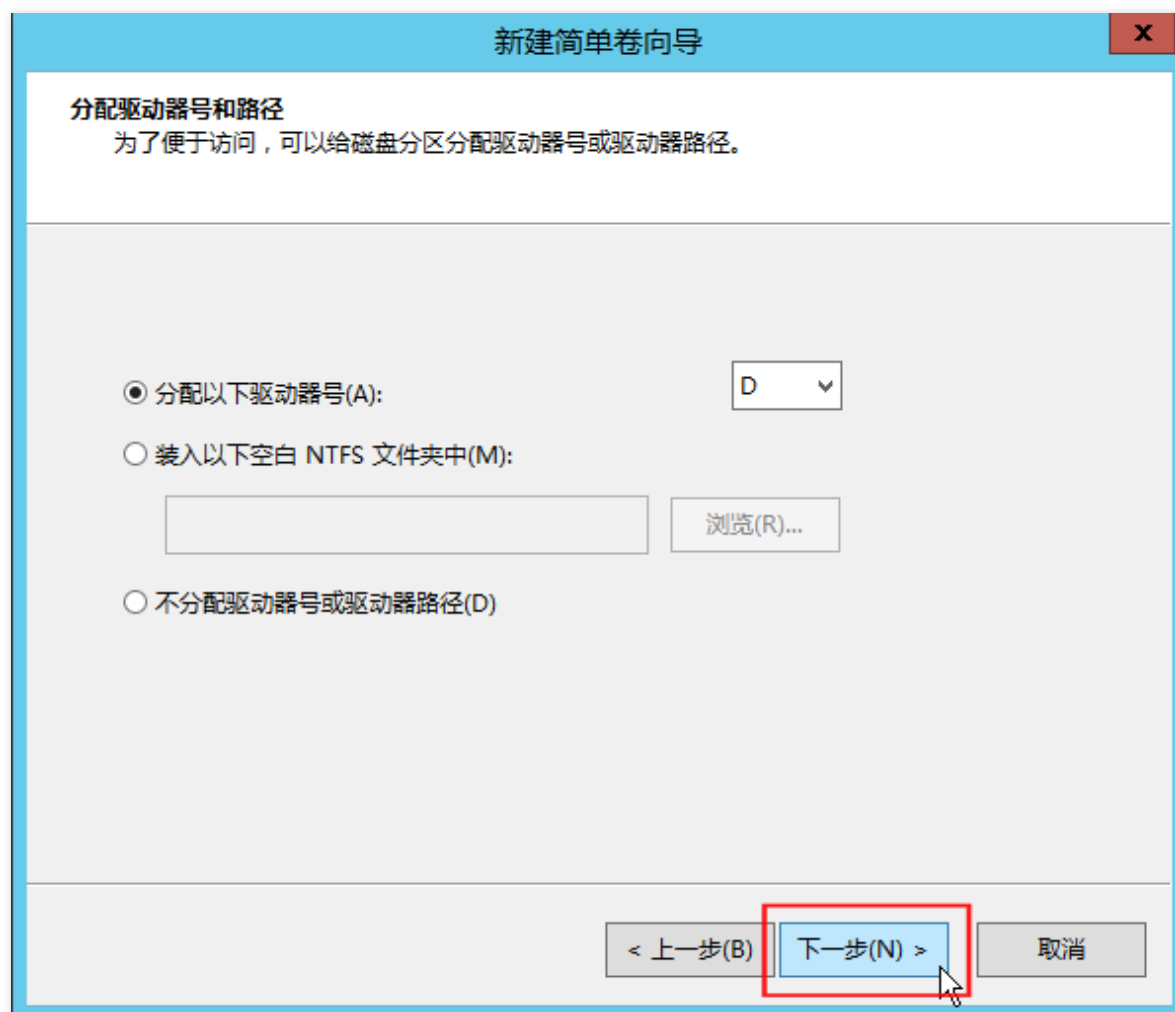 新建简单卷向导
x
分配驱动器号和路径
为了便于访问，可以给磁盘分区分配驱动器号或驱动器路径。
分配以下驱动器号(A): D
装入以下空白 NTFS 文件夹中(M):
浏览(R)...
不分配驱动器号或驱动器路径(D)
< 上一步(B) 下一步(N) > 取消